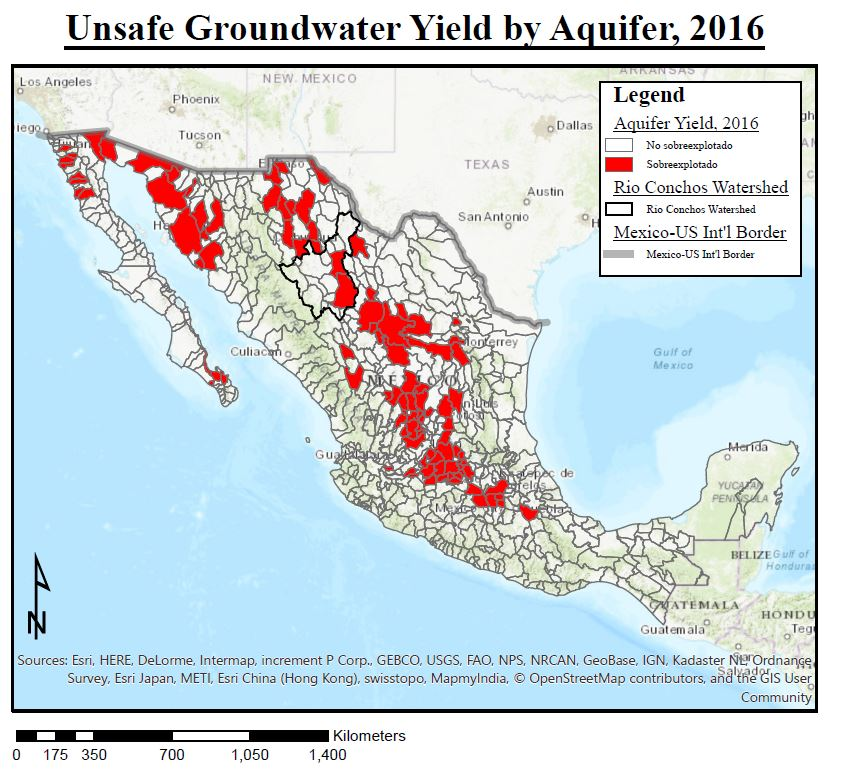 Unsafe Groundwater Yield by Aquifer, 2016
Los Angeles
NEW MEXICO
ARKANSAS
Phoenix
Dallas
Tucson
TEXAS
Austin
San Antonio
Legend
Aquifer Yield, 2016
No sobreexplotado
Sobreexplotado
Rio Conchos Watershed
Rio Conchos Watershed
Mexico-US Int'l Border
Mexico-US Int'l Border
Culiacan
Monterrey
Gulf of
Mexico
Merida
YUCATAN
PENINSULA
BELIZE
Gulf of
GUATEMALA
Guatemala
San
Salvador
N
Sources: Esri, HERE, DeLorme, Intermap, increment P Corp., GEBCO, USGS, FAO, NPS, NRCAN, GeoBase, IGN, Kadaster NL, Ordnance
Survey, Esri Japan, METI, Esri China (Hong Kong), swisstopo, MapmyIndia, © OpenStreetMap contributors, and the GIS User
Community
Kilometers
0 175 350 700 1,050 1,400